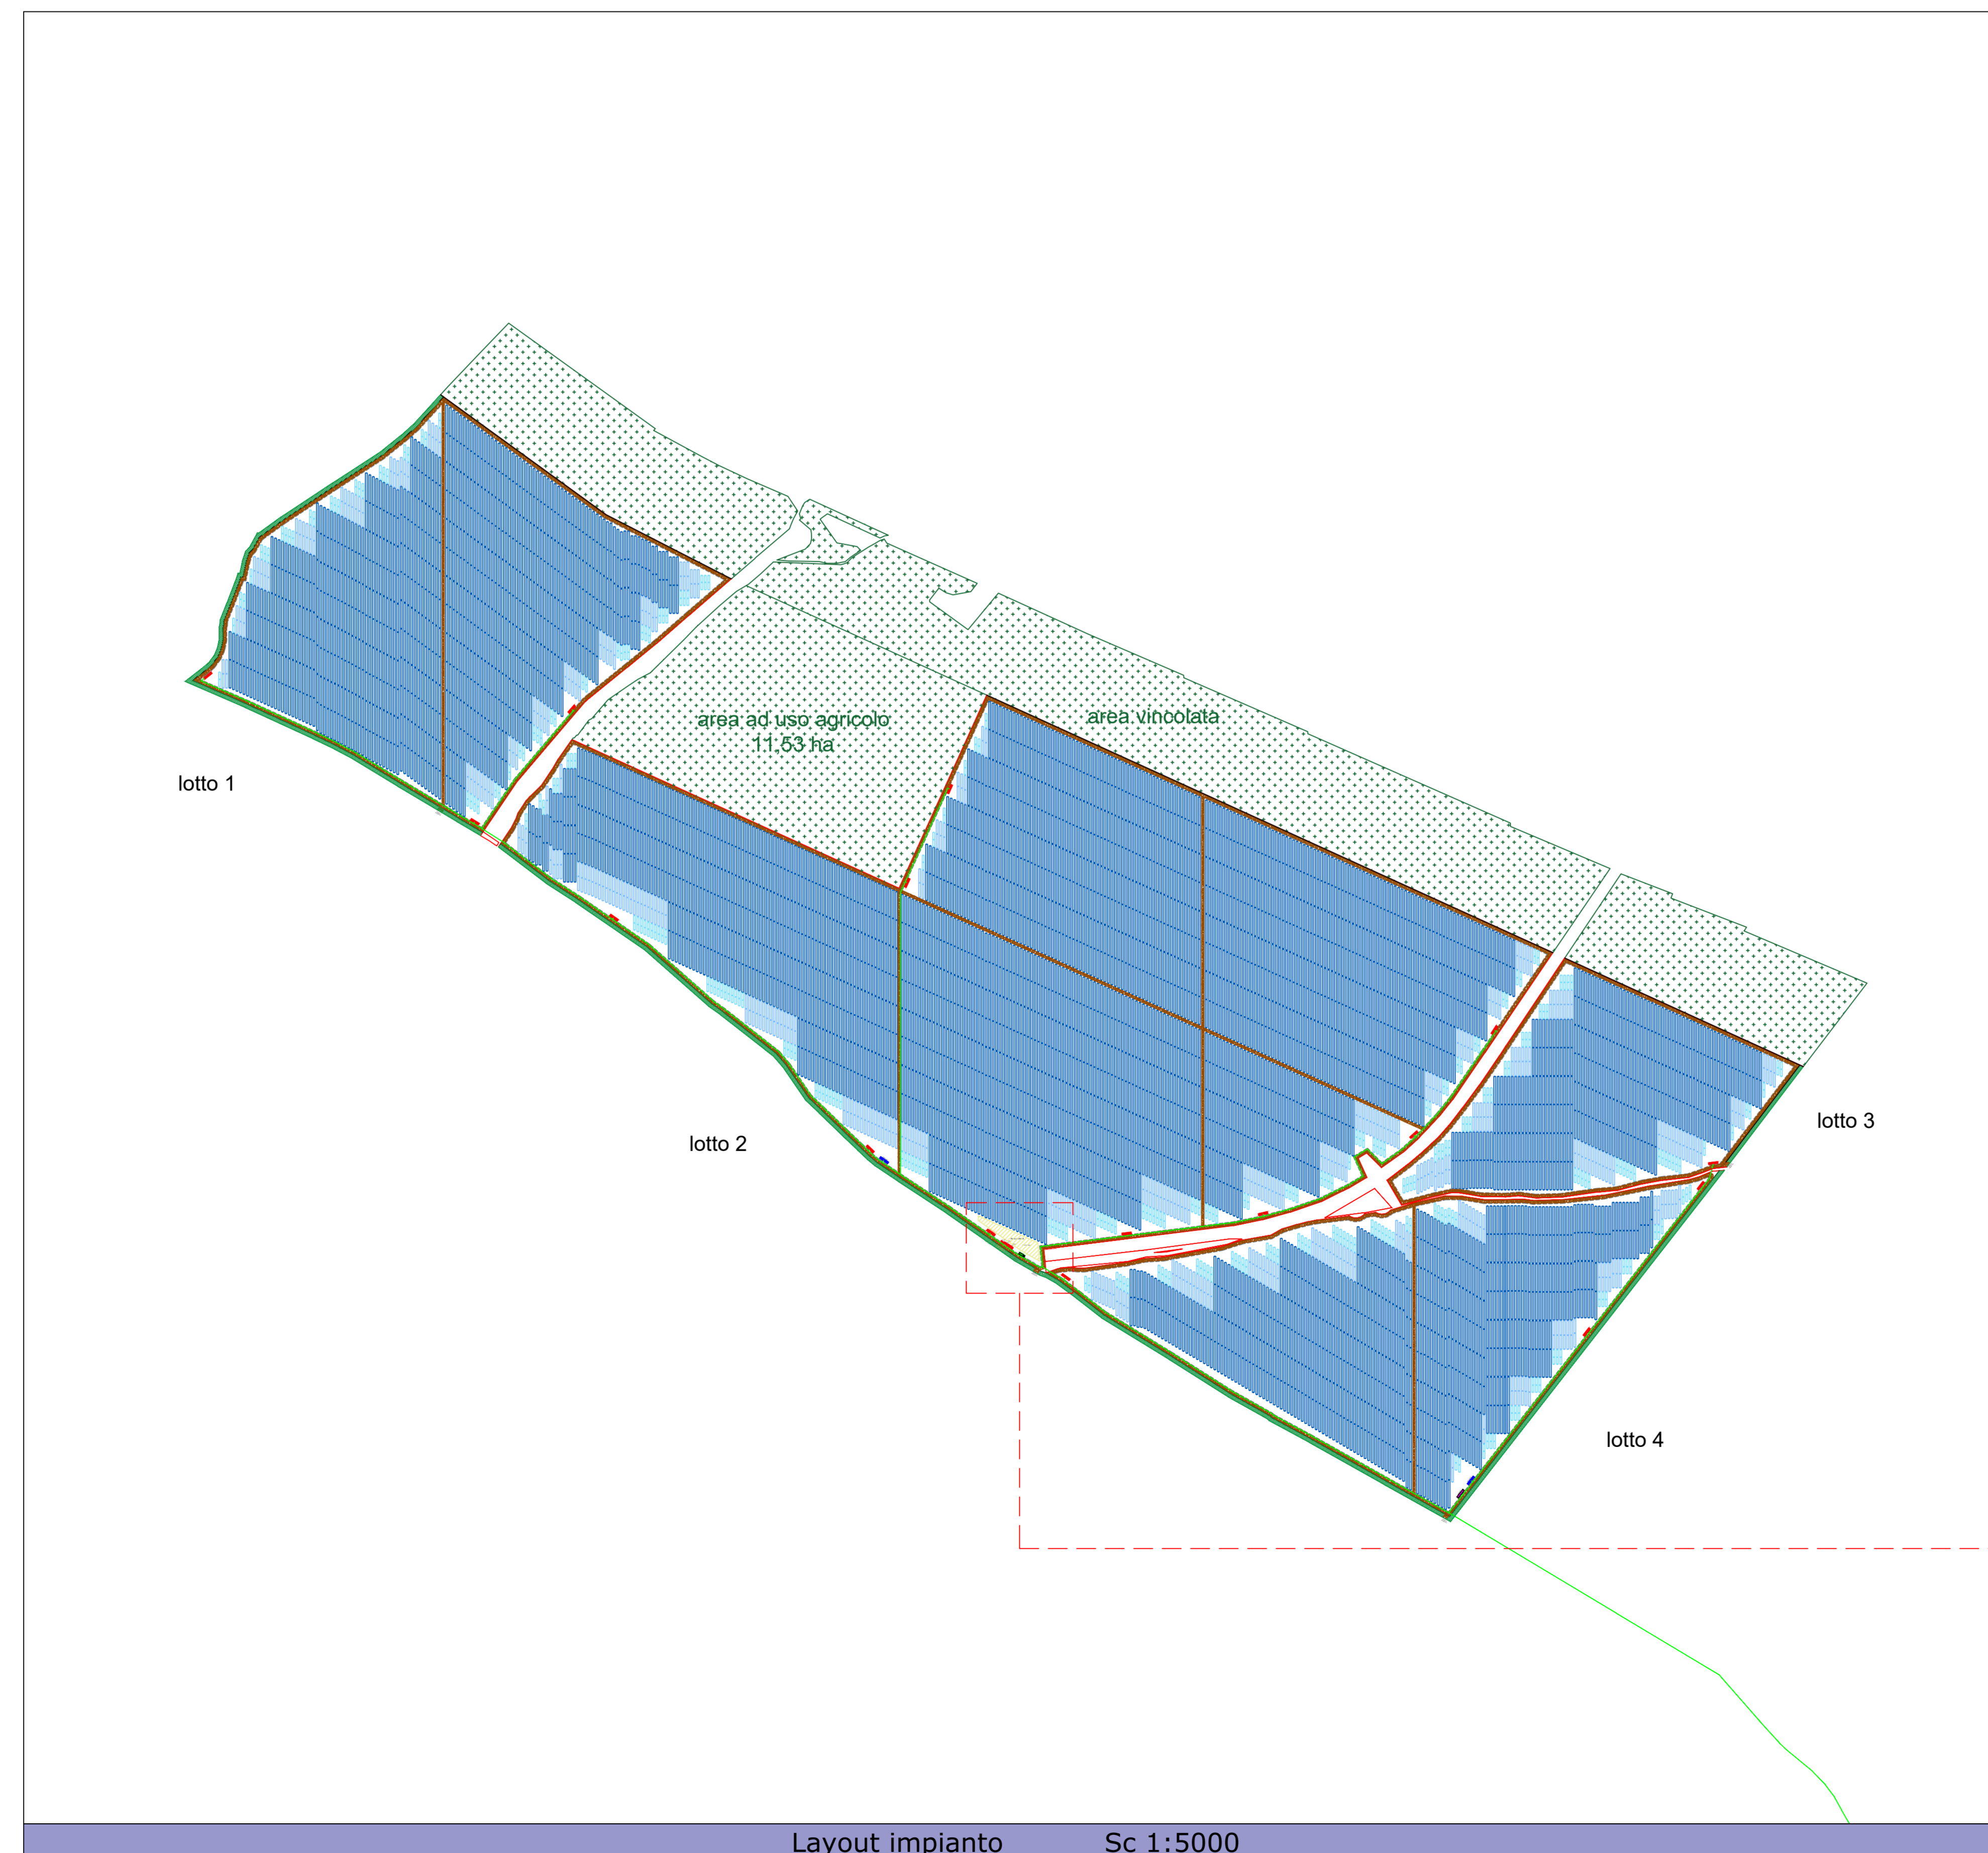 area ad uso agricolo
11,53 ha
area vincolata
lotto 1
lotto 2
lotto 3
lotto 4
Layout impianto Sc 1:5000